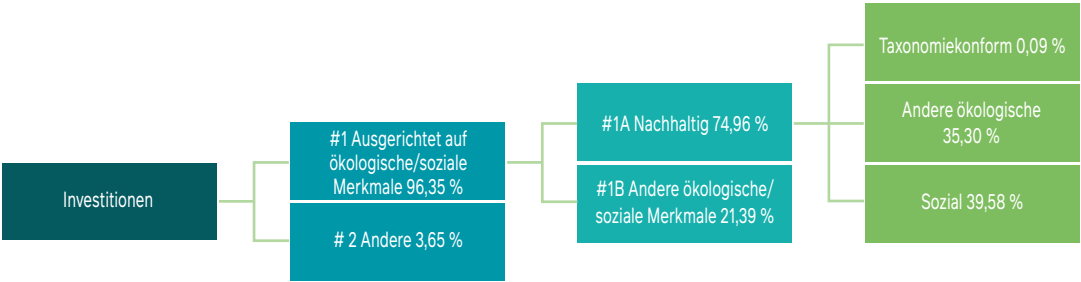 Investitionen
#1 Ausgerichtet auf
ökologische/soziale
Merkmale 96,35 %
# 2 Andere 3,65 %
#1A Nachhaltig 74,96 %
#1B Andere ökologische/
soziale Merkmale 21,39 %
Taxonomiekonform 0,09 %
Andere ökologische
35,30 %
Sozial 39,58 %